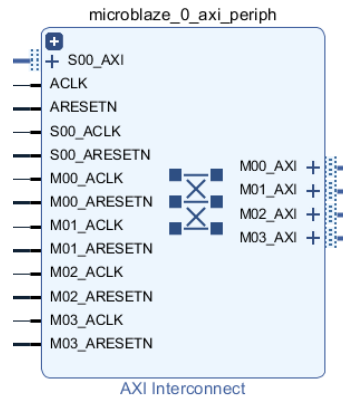 microblaze_0_axi_periph
S00_AXI
ACLK
ARESETN
S00_ACLK
S00_ARESETN
M00_ACLK
M00_ARESETN
M01_ACLK
M01_ARESETN
M02_ACLK
M02_ARESETN
M03_ACLK
M03_ARESETN
M00_AXI
M01_AXI
M02_AXI
M03_AXI
AXI Interconnect